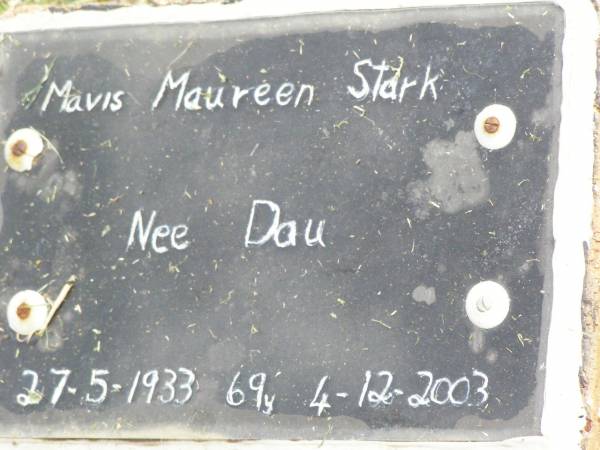 Mavis Maureen Stark
Nee Dau
27-5-1933 69y 4-12-2003